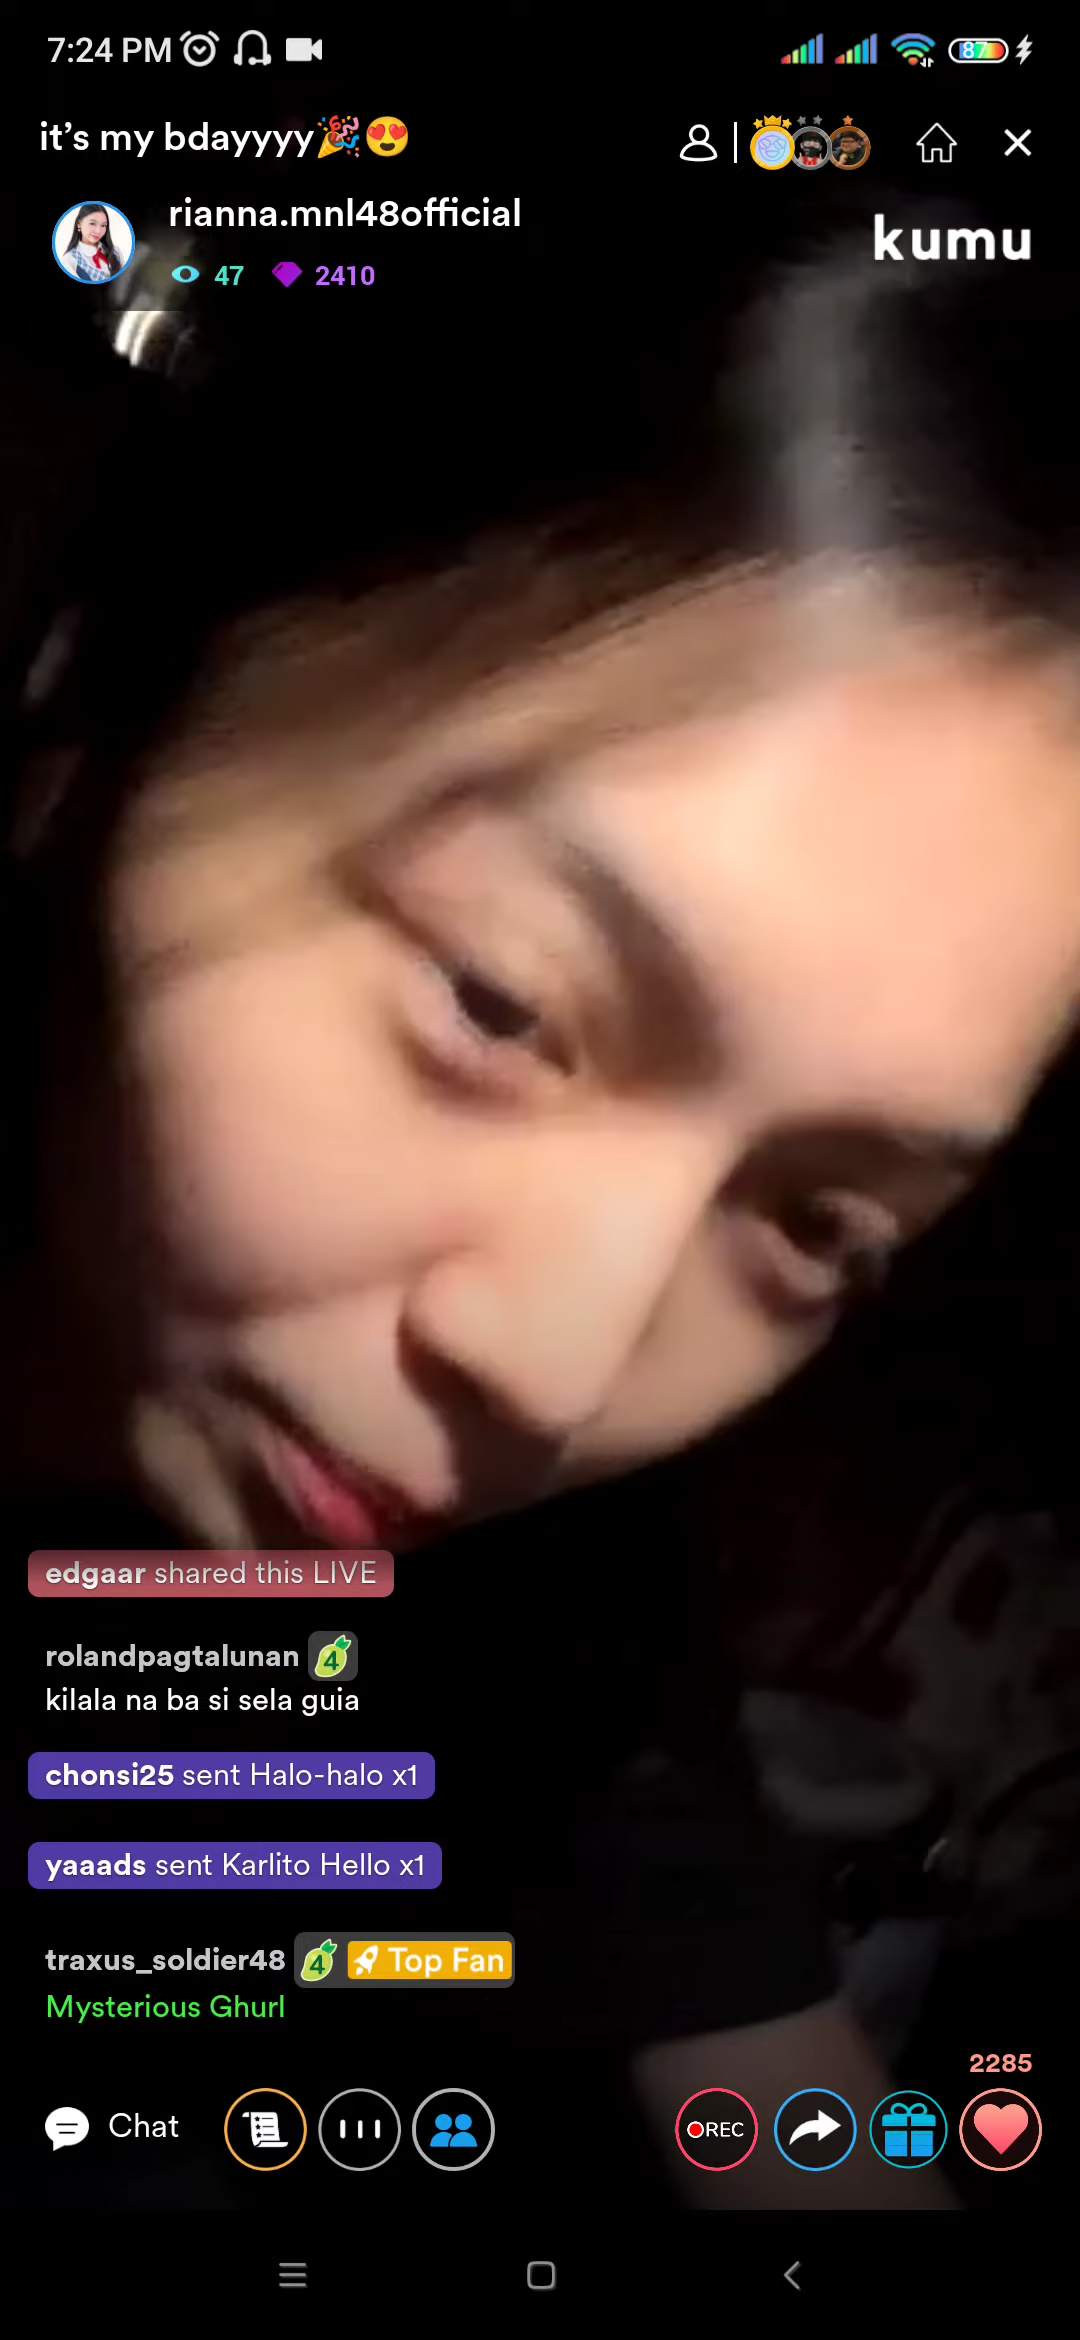 7:24 PM
87
it's my bdayyyy🎉😍
rianna.mnl48official
47 2410
kumu
edgaar shared this LIVE
rolandpagtalunan 4
kilala na ba si sela guia
chonsi25 sent Halo-halo x1
yaaads sent Karlito Hello x1
traxus_soldier48 4 Top Fan
Mysterious Ghurl
2285
Chat
REC